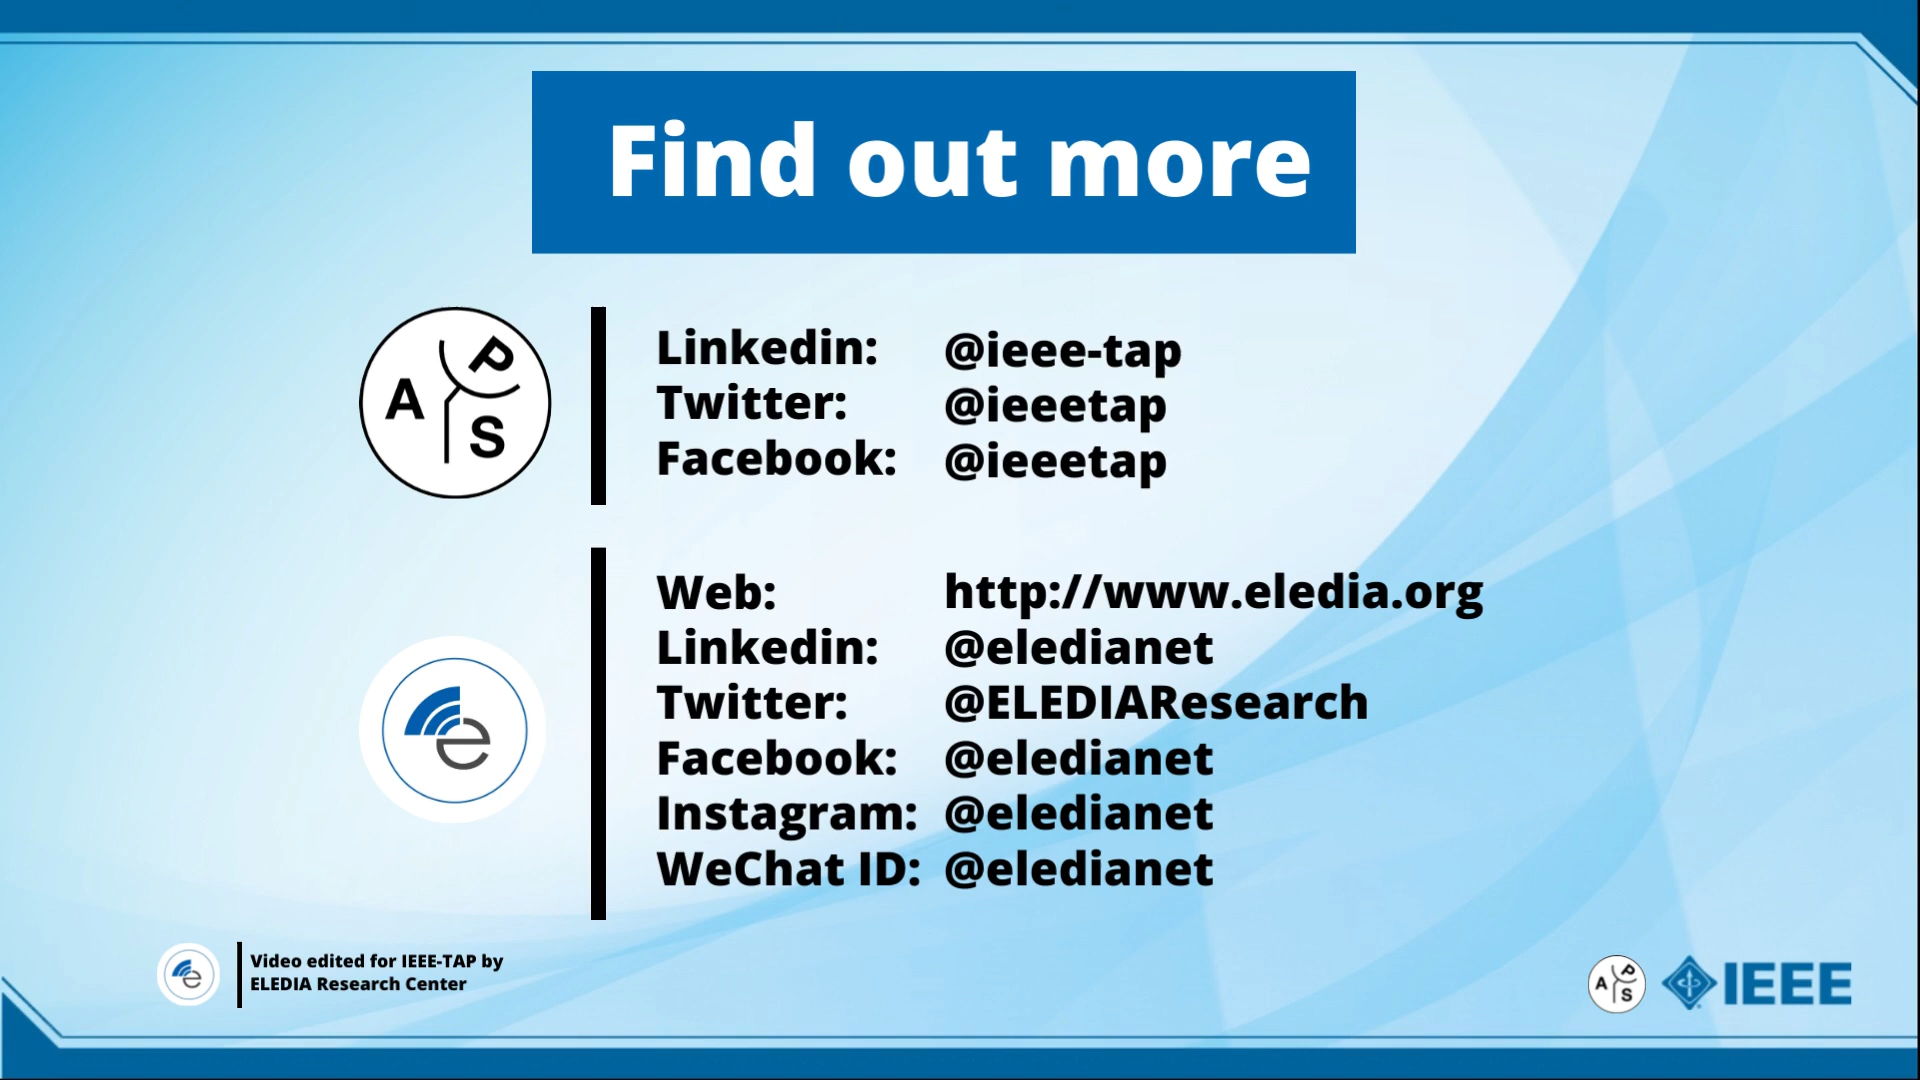 Find out more
A P S
Linkedin: @ieee-tap
Twitter: @ieeetap
Facebook: @ieeetap
Web: http://www.eledia.org
Linkedin: @eledianet
Twitter: @ELEDIAResearch
Facebook: @eledianet
Instagram: @eledianet
WeChat ID: @eledianet
e
e
Video edited for IEEE-TAP by
ELEDIA Research Center
A P S
IEEE